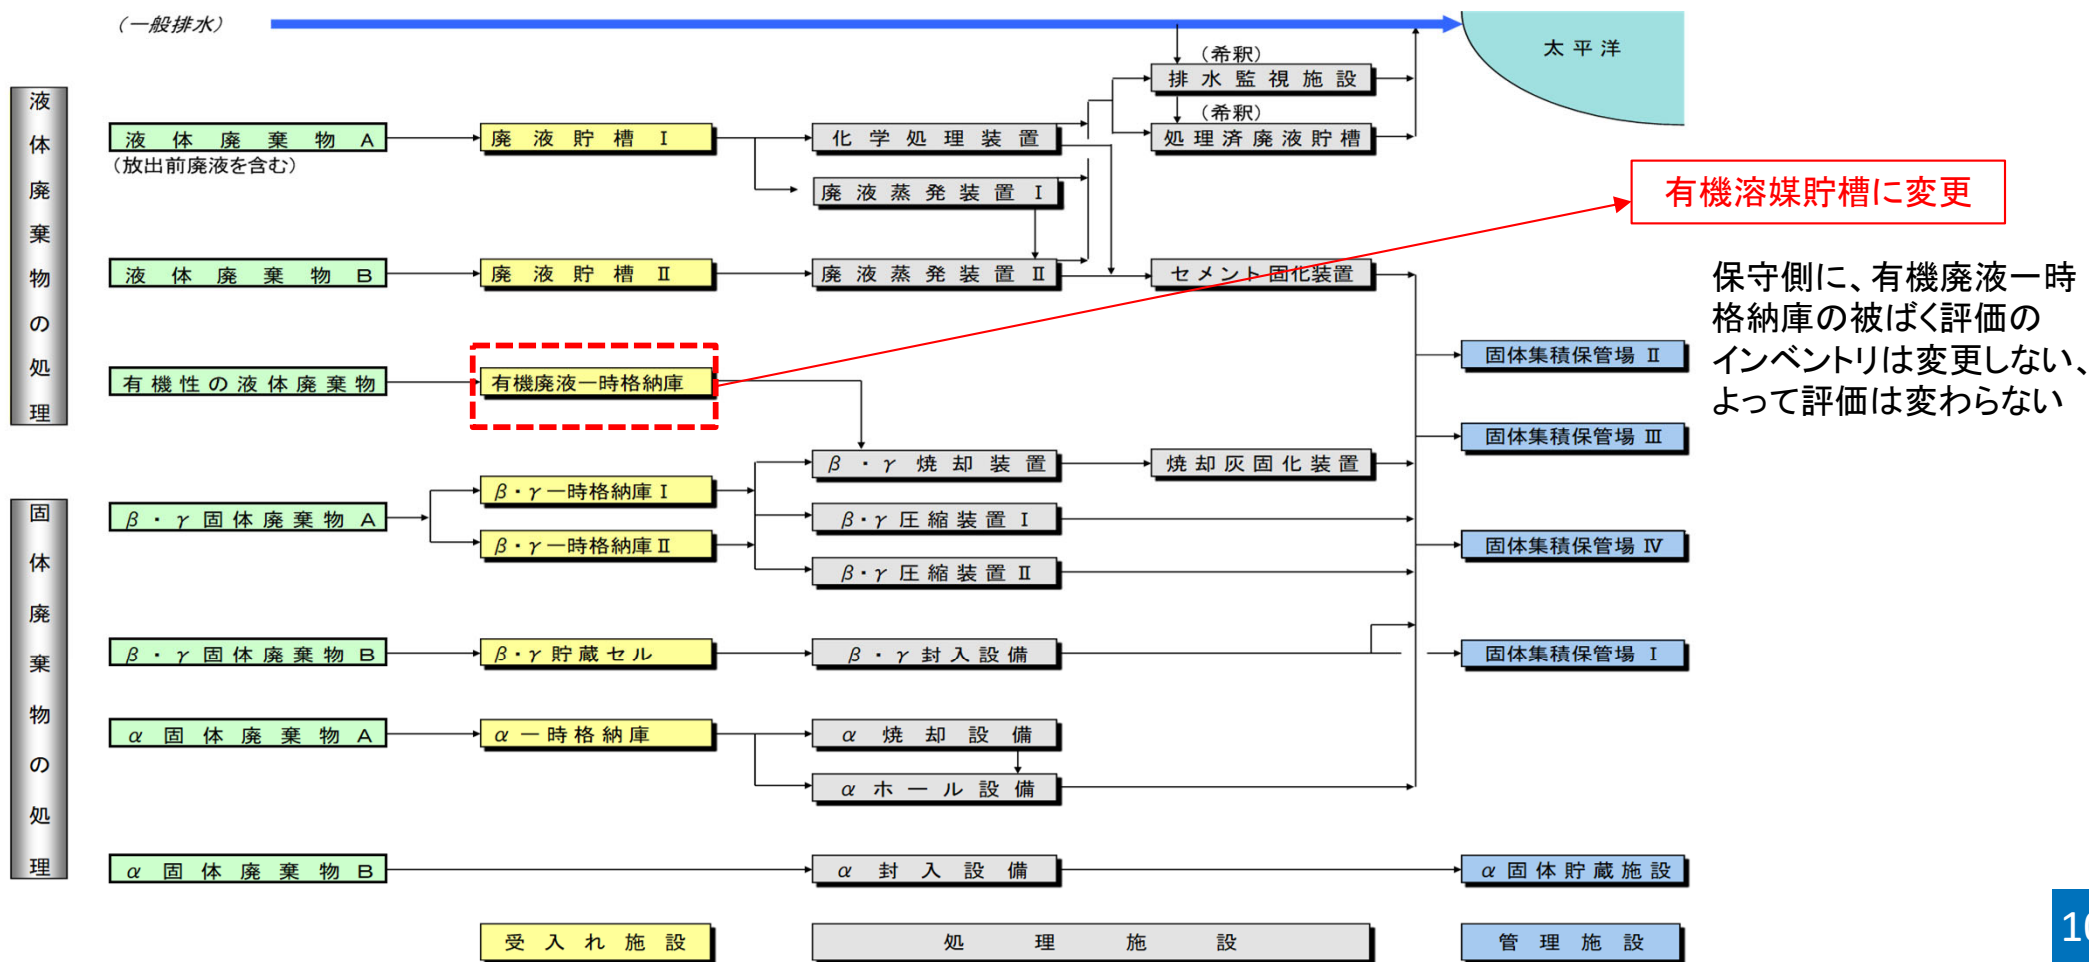 (一般排水)
太平洋
(希釈)
排水監視施設
(希釈)
液体廃棄物の処理
液体廃棄物A
(放出前廃液を含む)
廃液貯槽Ⅰ
化学処理装置
処理済廃液貯槽
廃液蒸発装置Ⅰ
有機溶媒貯槽に変更
液体廃棄物B
廃液貯槽Ⅱ
廃液蒸発装置Ⅱ
セメント固化装置
保守側に、有機廃液一時
格納庫の被ばく評価の
インベントリは変更しない、
よって評価は変わらない
固体集積保管場 Ⅱ
有機性の液体廃棄物
有機廃液一時格納庫
固体集積保管場 Ⅲ
β・γ焼却装置
焼却灰固化装置
固体廃棄物の処理
β・γ固体廃棄物A
β・γ一時格納庫Ⅰ
β・γ一時格納庫Ⅱ
β・γ圧縮装置Ⅰ
β・γ圧縮装置Ⅱ
固体集積保管場 Ⅳ
β・γ固体廃棄物B
β・γ貯蔵セル
β・γ封入設備
固体集積保管場 Ⅰ
α固体廃棄物A
α一時格納庫
α焼却設備
αホール設備
α固体廃棄物B
α封入設備
α固体貯蔵施設
受入れ施設
処理施設
管理施設